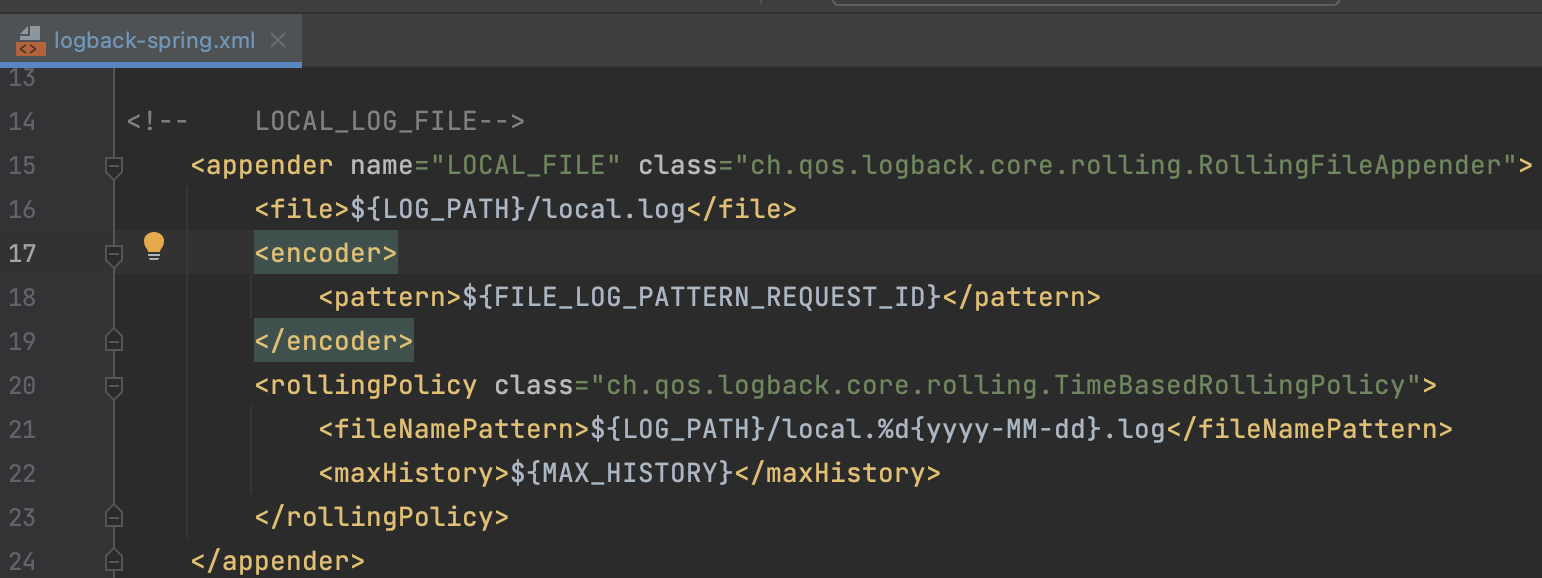 logback-spring.xml
13
14 <!--    LOCAL_LOG_FILE-->
15     <appender name="LOCAL_FILE" class="ch.qos.logback.core.rolling.RollingFileAppender">
16         <file>${LOG_PATH}/local.log</file>
17         <encoder>
18             <pattern>${FILE_LOG_PATTERN_REQUEST_ID}</pattern>
19         </encoder>
20         <rollingPolicy class="ch.qos.logback.core.rolling.TimeBasedRollingPolicy">
21             <fileNamePattern>${LOG_PATH}/local.%d{yyyy-MM-dd}.log</fileNamePattern>
22             <maxHistory>${MAX_HISTORY}</maxHistory>
23         </rollingPolicy>
24     </appender>